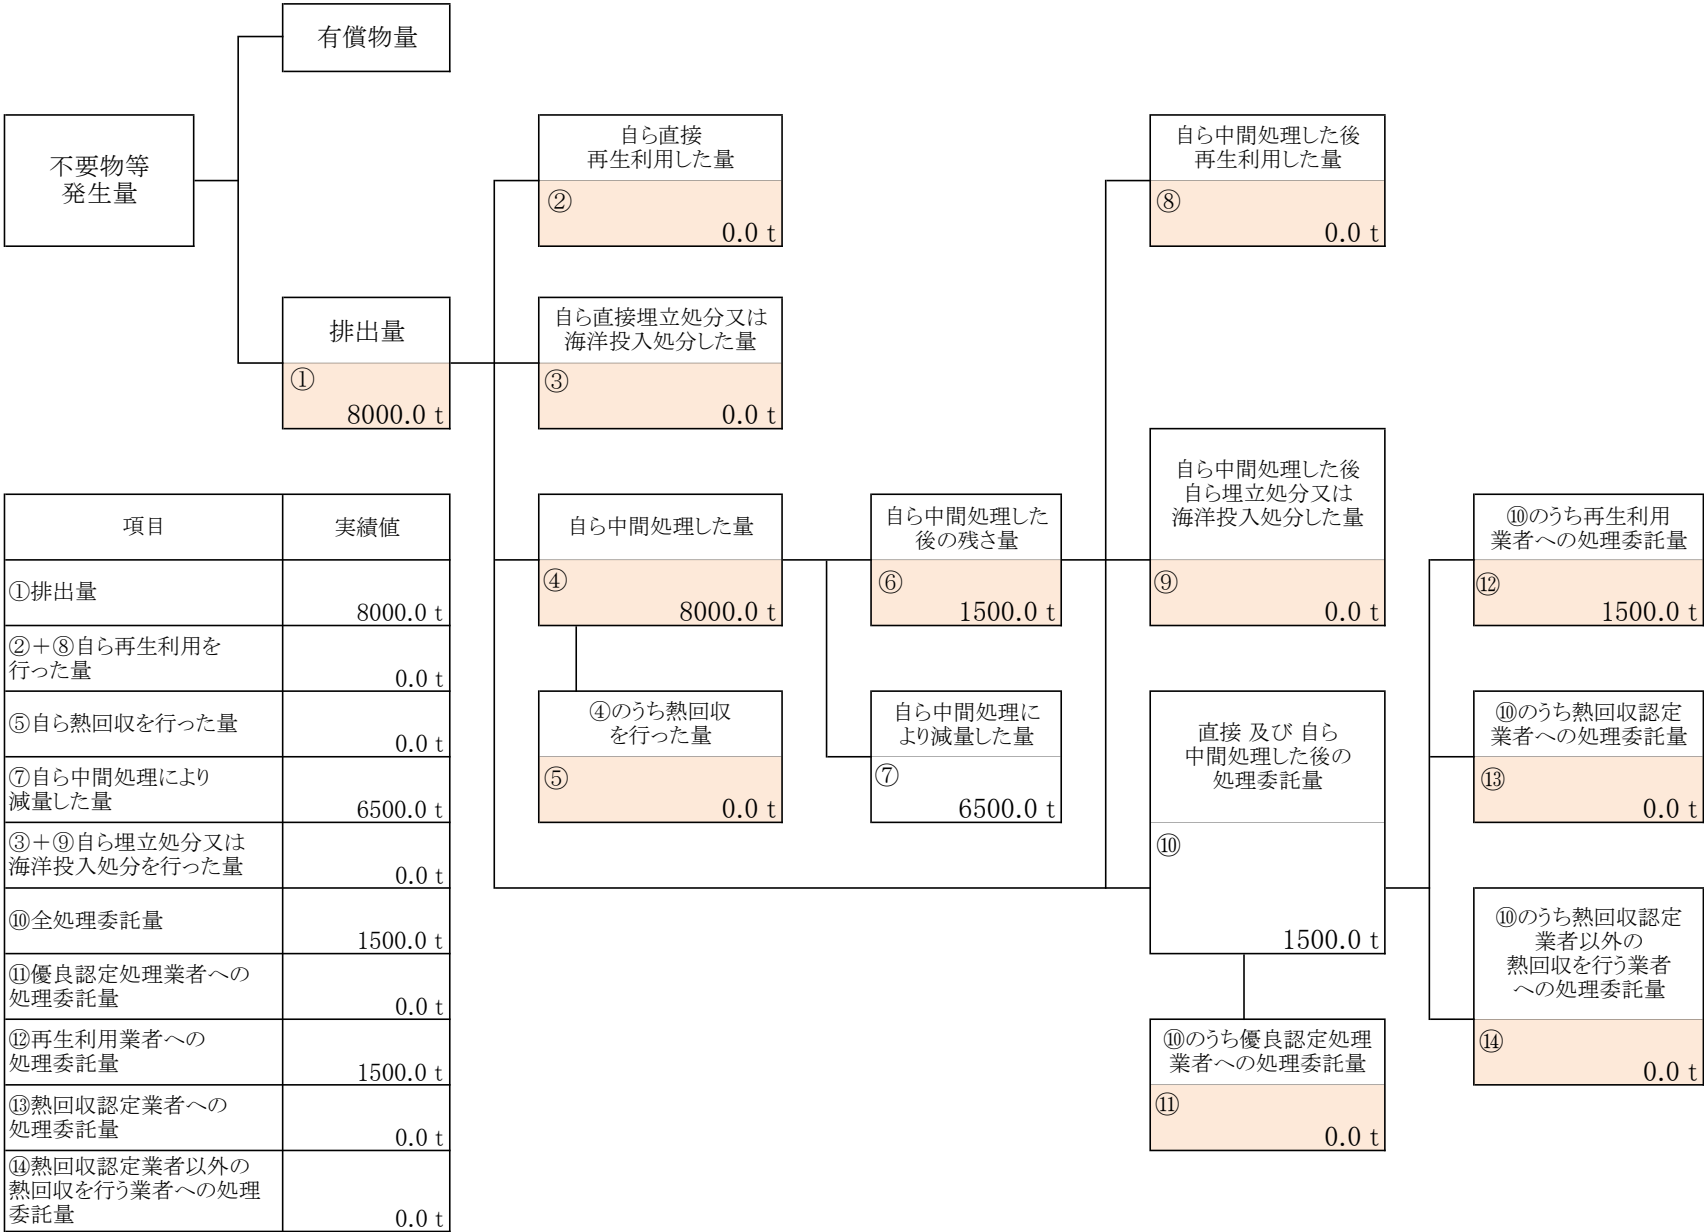 有償物量
不要物等
発生量
自ら直接
再生利用した量
②
0.0 t
自ら中間処理した後
再生利用した量
⑧
0.0 t
排出量
①
8000.0 t
自ら直接埋立処分又は
海洋投入処分した量
③
0.0 t
自ら中間処理した量
④
8000.0 t
自ら中間処理した
後の残さ量
⑥
1500.0 t
自ら中間処理した後
自ら埋立処分又は
海洋投入処分した量
⑨
0.0 t
⑩のうち再生利用
業者への処理委託量
⑫
1500.0 t
④のうち熱回収
を行った量
⑤
0.0 t
自ら中間処理に
より減量した量
⑦
6500.0 t
直接 及び 自ら
中間処理した後の
処理委託量
⑩
1500.0 t
⑩のうち熱回収認定
業者への処理委託量
⑬
0.0 t
⑩のうち熱回収認定
業者以外の
熱回収を行う業者
への処理委託量
⑭
0.0 t
⑩のうち優良認定処理
業者への処理委託量
⑪
0.0 t
項目 実績値
①排出量
8000.0 t
②＋⑧自ら再生利用を
行った量
0.0 t
⑤自ら熱回収を行った量
0.0 t
⑦自ら中間処理により
減量した量
6500.0 t
③＋⑨自ら埋立処分又は
海洋投入処分を行った量
0.0 t
⑩全処理委託量
1500.0 t
⑪優良認定処理業者への
処理委託量
0.0 t
⑫再生利用業者への
処理委託量
1500.0 t
⑬熱回収認定業者への
処理委託量
0.0 t
⑭熱回収認定業者以外の
熱回収を行う業者への処理
委託量
0.0 t